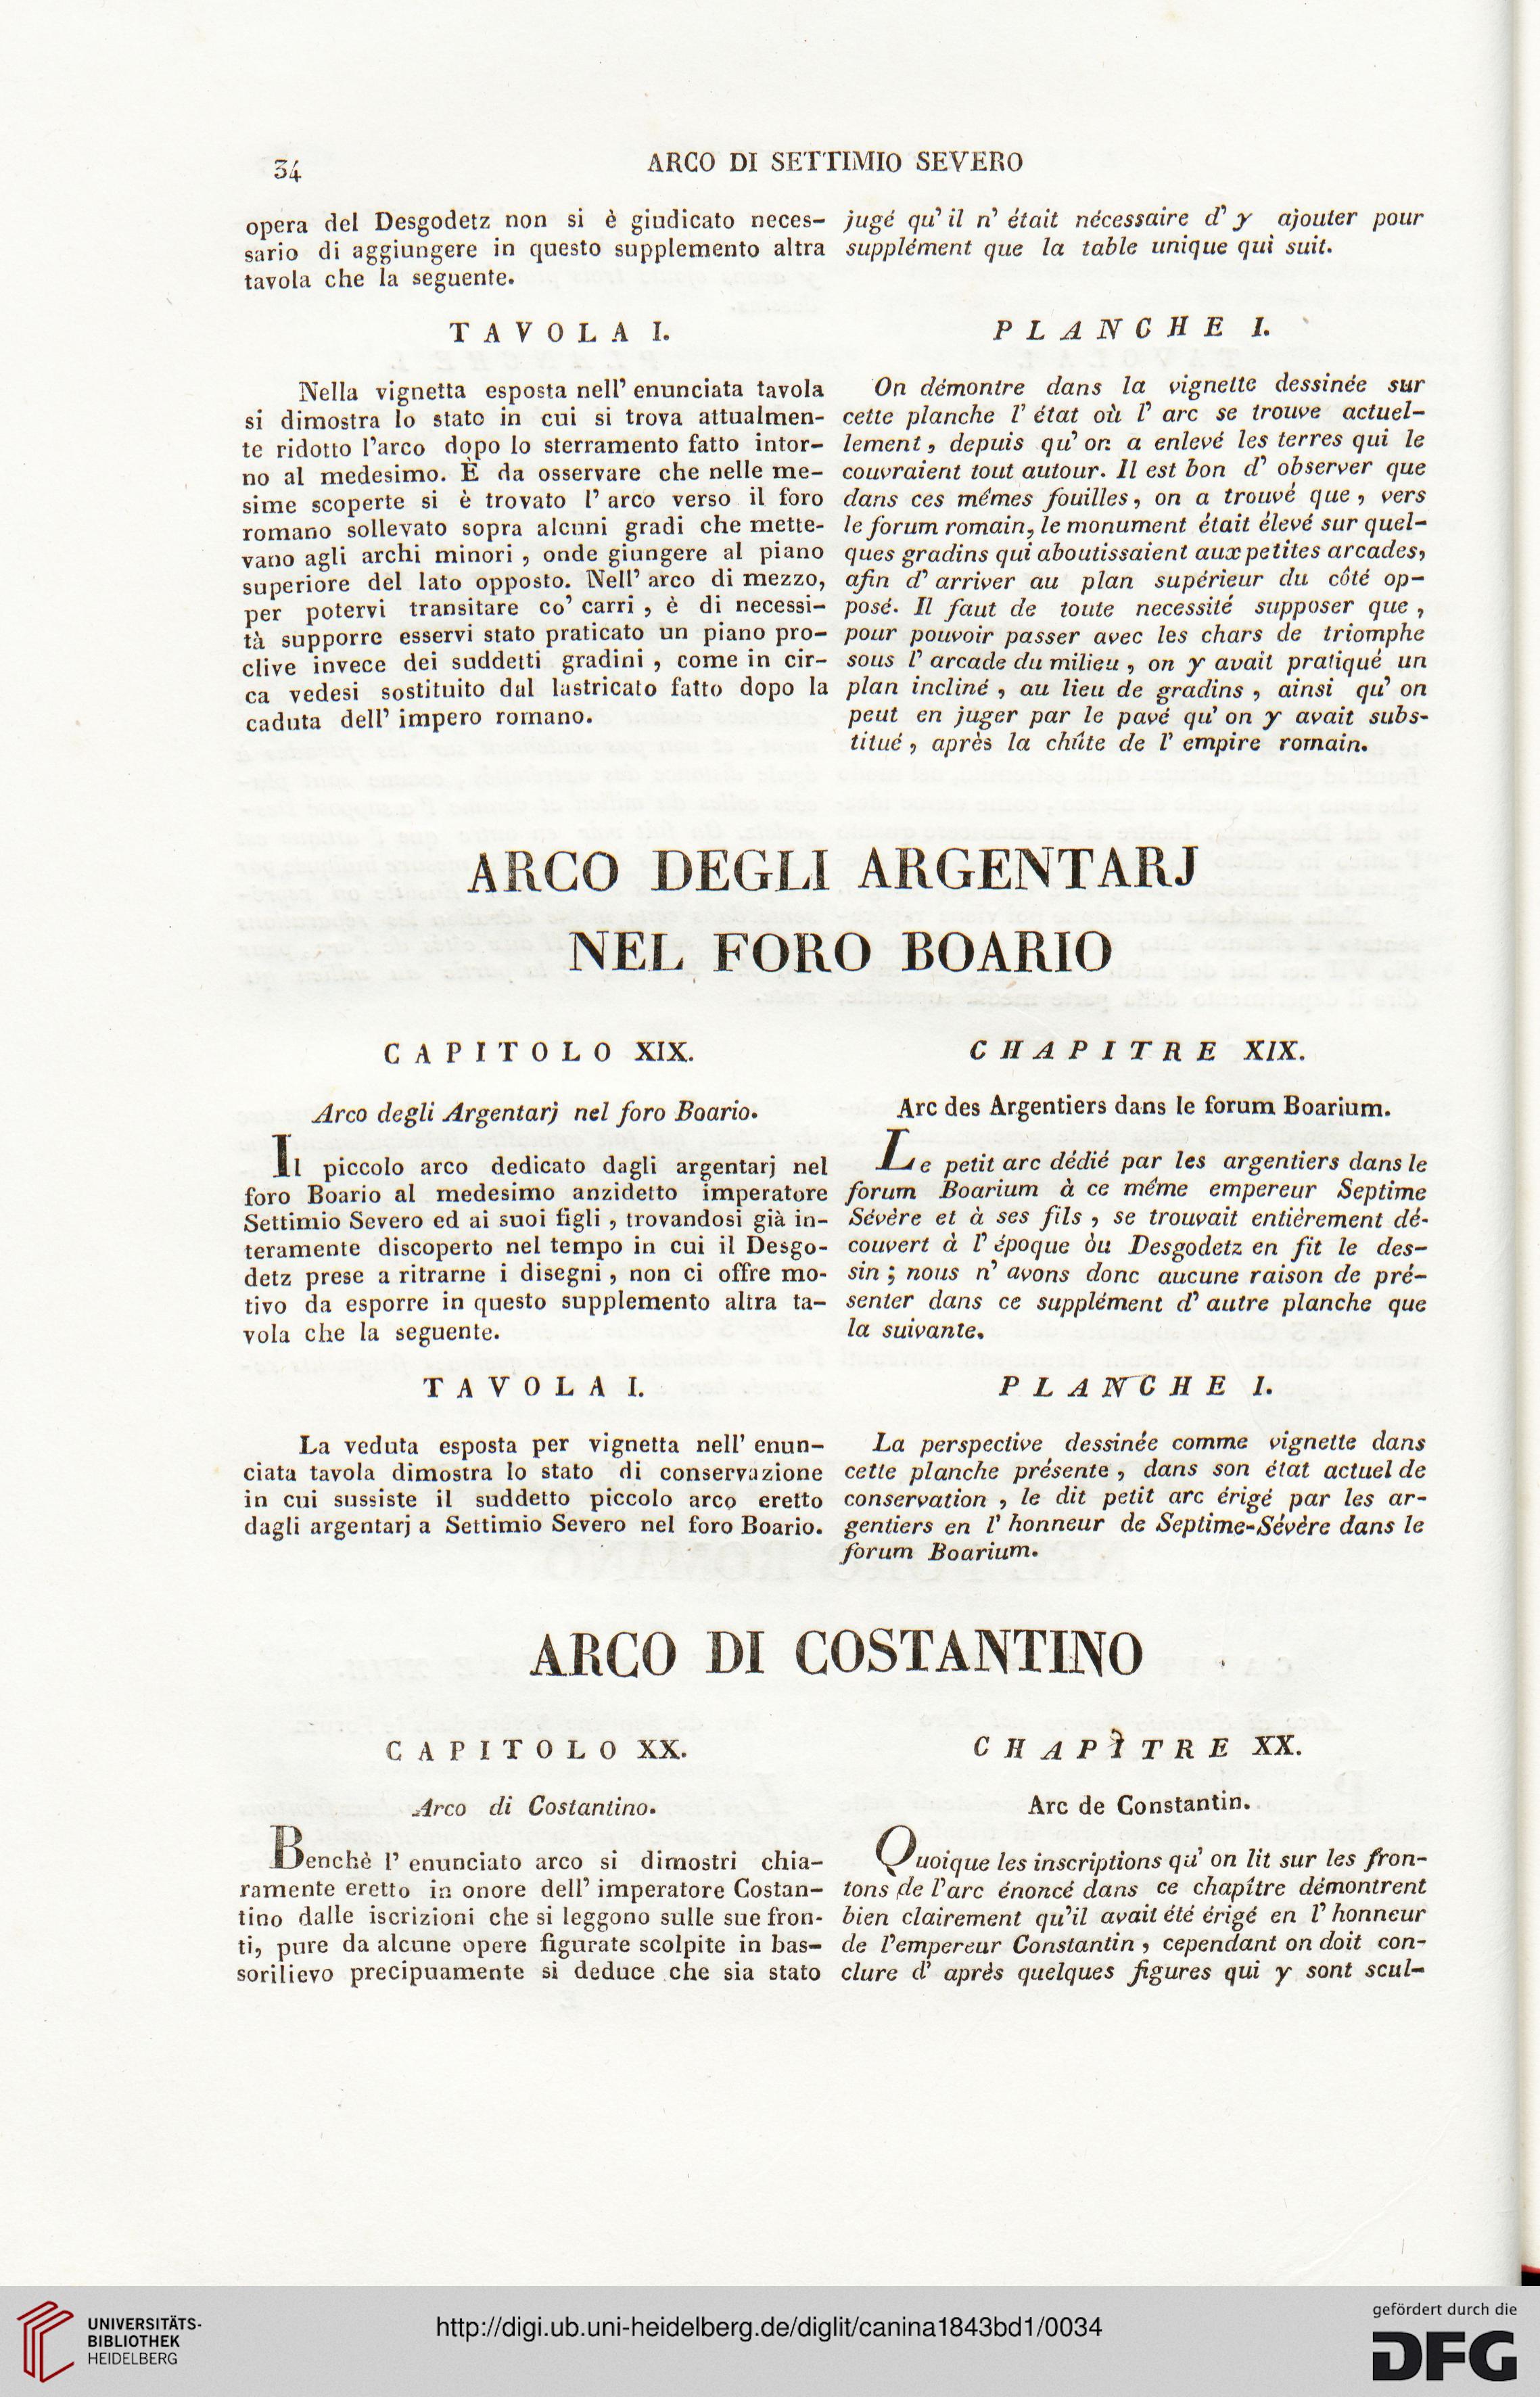 34
ARCO DI SETTIMIO SEVERO
opera del Desgodetz non si è giudicato neces-
sario di aggiungere in questo supplemento altra
tavola che la seguente.
T A V O L A I.
Nella vignetta esposta nell' enunciata tavola
si dimostra lo stato in cui si trova attualmen-
te ridotto l'arco dopo lo sterramento fatto intor-
no al medesimo. È da osservare che nelle me-
sime scoperte si è trovato l' arco verso il foro
romano sollevato sopra alcuni gradi che mette-
vano agli archi minori , onde giungere al piano
superiore del lato opposto. Nell' arco di mezzo,
per potervi transitare co' carri , è di necessi-
tà supporre esservi stato praticato un piano pro-
clive invece dei suddetti gradini , come in cir-
ca vedesi sostituito dal lastricato fatto dopo la
caduta dell' impero romano.
jugé qu' il n' était nécessaire d' y ajouter pour
supplément que la table unique qui suit.
P L A N C H E I.
On démontre dans la vignette dessinée sur
cette planche l' état où l' arc se trouve actuel-
lement , depuis qu' on a enlevé les terres qui le
couvraient tout autour. Il est bon d' observer que
dans ces mêmes fouilles , on a trouvé que , vers
le forum romain, le monument était élevé sur quel-
ques gradins qui aboutissaient aux petites arcades,
afin d' arriver au plan supérieur du côté op-
posé. Il faut de toute necessité supposer que ,
pour pouvoir passer avec les chars de triomphe
sous l' arcade du milieu , on y avait pratiqué un
plan incliné , au lieu de gradins , ainsi qu' on
peut en juger par le pavé qu' on y avait subs-
titué , après la chûte de l' empire romain.
ARCO DEGLI ARGENTARJ
NEL FORO BOARIO
C A P I T O L O XIX.
Arco degli Argentarj nel foro Boario.
Il piccolo arco dedicato dagli argentarj nel
foro Boario al medesimo anzidetto imperatore
Settimio Severo ed ai suoi figli , trovandosi già in-
teramente discoperto nel tempo in cui il Desgo-
detz prese a ritrarne i disegni , non ci offre mo-
tivo da esporre in questo supplemento altra ta-
vola che la seguente.
T A V O L A I.
La veduta esposta per vignetta nell' enun-
ciata tavola dimostra lo stato di conservazione
in cui sussiste il suddetto piccolo arco eretto
dagli argentarj a Settimio Severo nel foro Boario.
C H A P I T R E XIX.
Arc des Argentiers dans le forum Boarium.
Le petit arc dédié par les argentiers dans le
forum Boarium à ce même empereur Septime
Sévère et à ses fils , se trouvait entièrement dé-
couvert à l' époque òu Desgodetz en fit le des-
sin ; nous n' avons donc aucune raison de pré-
senter dans ce supplément d' autre planche que
la suivante.
P L A N C H E I.
La perspective dessinée comme vignette dans
cette planche présente , dans son état actuel de
conservation , le dit petit arc érigé par les ar-
gentiers en l' honneur de Septime-Sévère dans le
forum Boarium.
ARCO DI COSTANTINO
C A P I T O L O XX.
Arco di Costantino.
Benchè l' enunciato arco si dimostri chia-
ramente eretto in onore dell' imperatore Costan-
tino dalle iscrizioni che si leggono sulle sue fron-
ti, pure da alcune opere figurate scolpite in bas-
sorilievo precipuamente si deduce che sia stato
C H A P Î T R E XX.
Arc de Constantin.
Quoique les inscriptions qu' on lit sur les fron-
tons de l'arc énoncé dans ce chapître démontrent
bien clairement qu'il avait été érigé en l' honneur
de l'empereur Constantin , cependant on doit con-
clure d' après quelques figures qui y sont scul-
UNIVERSITÄTS-
BIBLIOTHEK
HEIDELBERG
http://digi.ub.uni-heidelberg.de/diglit/canina1843bd1/0034
gefördert durch die
DFG